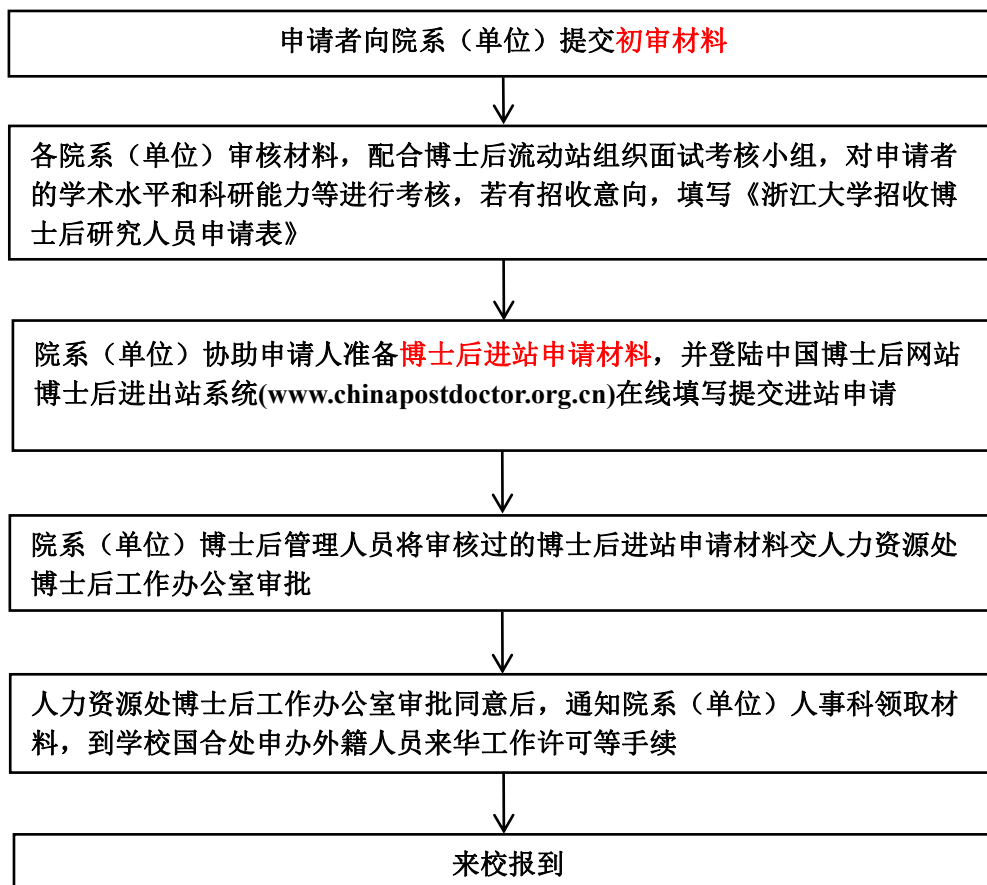 申请者向院系（单位）提交初审材料
各院系（单位）审核材料，配合博士后流动站组织面试考核小组，对申请者
的学术水平和科研能力等进行考核，若有招收意向，填写《浙江大学招收博
士后研究人员申请表》
院系（单位）协助申请人准备博士后进站申请材料，并登陆中国博士后网站
博士后进出站系统(www.chinapostdoctor.org.cn)在线填写提交进站申请
院系（单位）博士后管理人员将审核过的博士后进站申请材料交人力资源处
博士后工作办公室审批
人力资源处博士后工作办公室审批同意后，通知院系（单位）人事科领取材
料，到学校国合处申办外籍人员来华工作许可等手续
来校报到